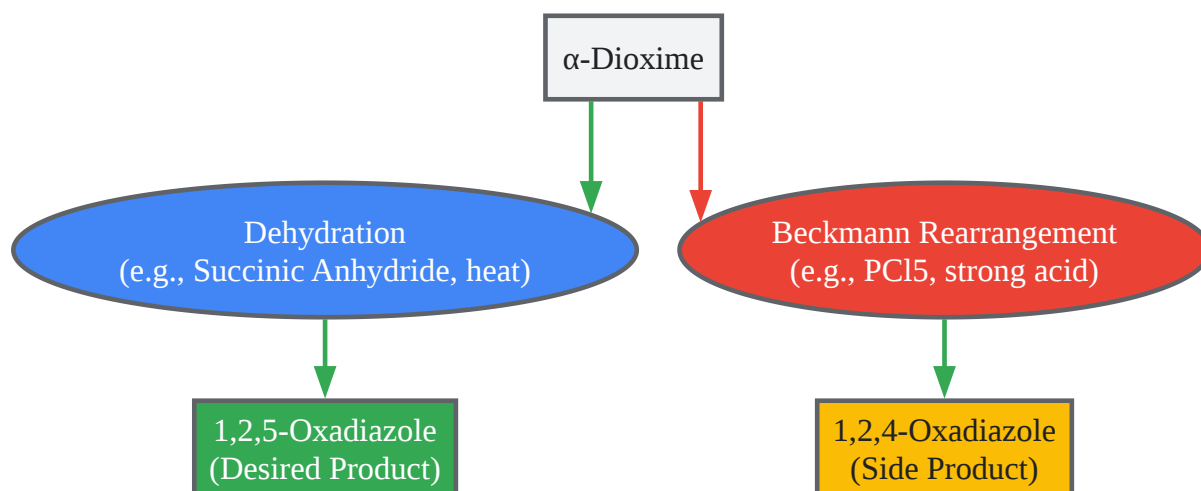 α-Dioxime
Dehydration
(e.g., Succinic Anhydride, heat)
Beckmann Rearrangement
(e.g., PCl5, strong acid)
1,2,5-Oxadiazole
(Desired Product)
1,2,4-Oxadiazole
(Side Product)